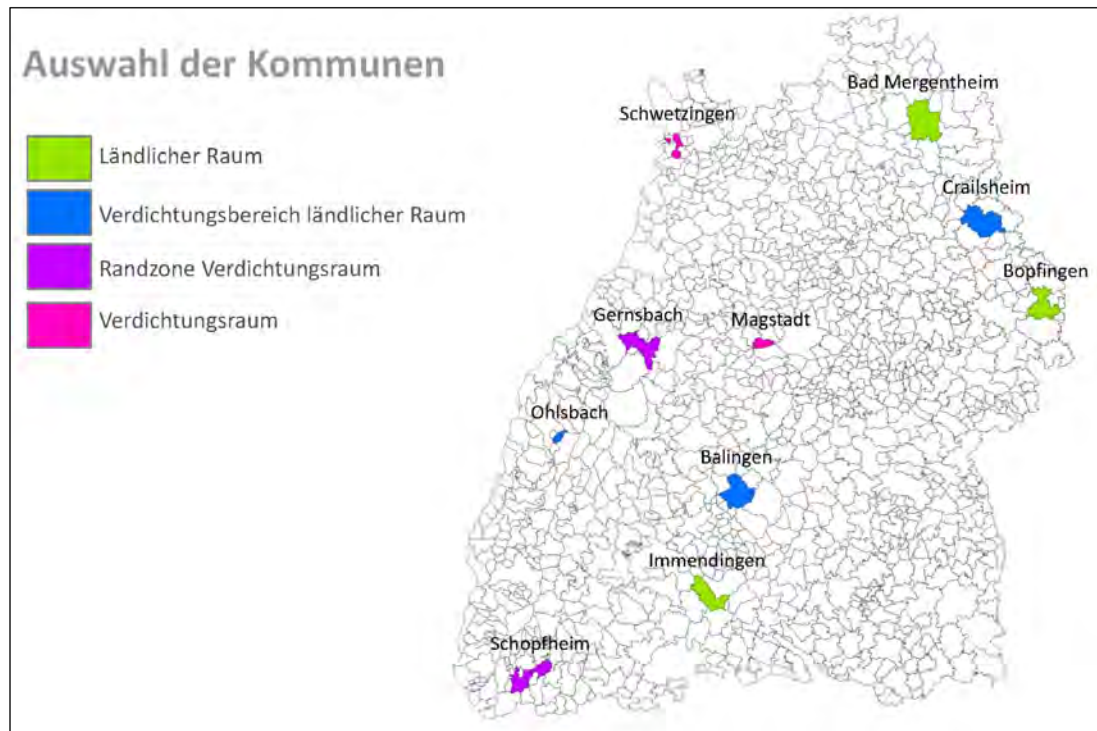 Auswahl der Kommunen
Ländlicher Raum
Verdichtungsbereich ländlicher Raum
Randzone Verdichtungsraum
Verdichtungsraum
Bad Mergentheim
Schwetzingen
Crailsheim
Bopfingen
Gernsbach
Magstadt
Ohlsbach
Balingen
Immendingen
Schopfheim